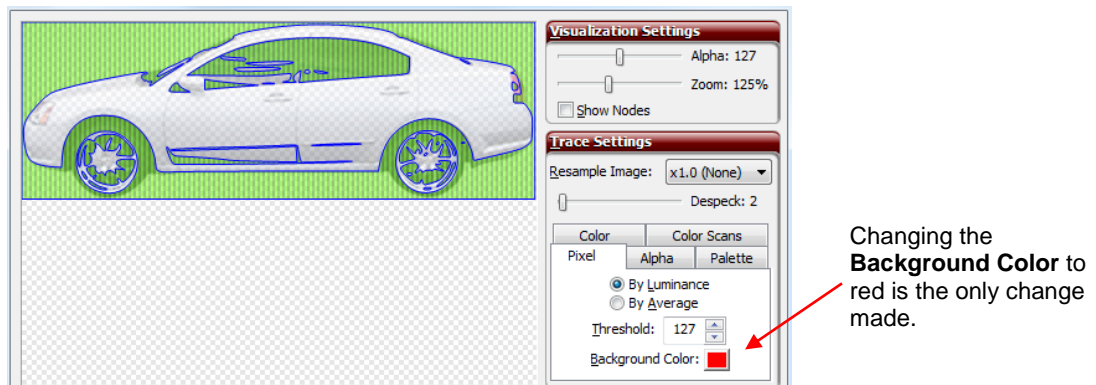 Visualization Settings
Alpha: 127
Zoom: 125%
Show Nodes
Trace Settings
Resample Image: x1.0 (None)
Despeck: 2
Color Color Scans
Pixel Alpha Palette
By Luminance
By Average
Threshold: 127
Background Color:
Changing the
Background Color to
red is the only change
made.